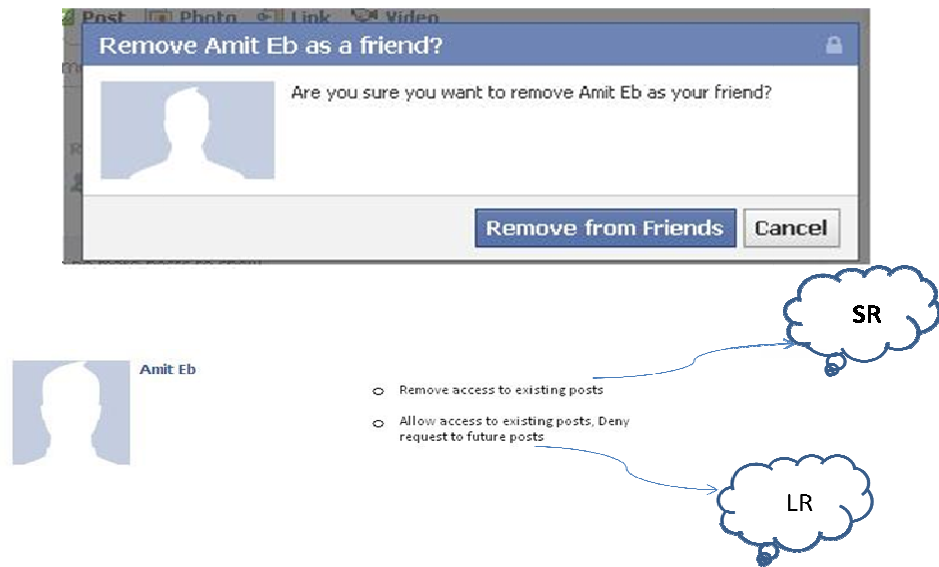 Post Photo Link Video
Remove Amit Eb as a friend?
Are you sure you want to remove Amit Eb as your friend?
Remove from Friends Cancel
SR
Amit Eb
Remove access to existing posts
Allow access to existing posts, Deny
request to future posts
LR